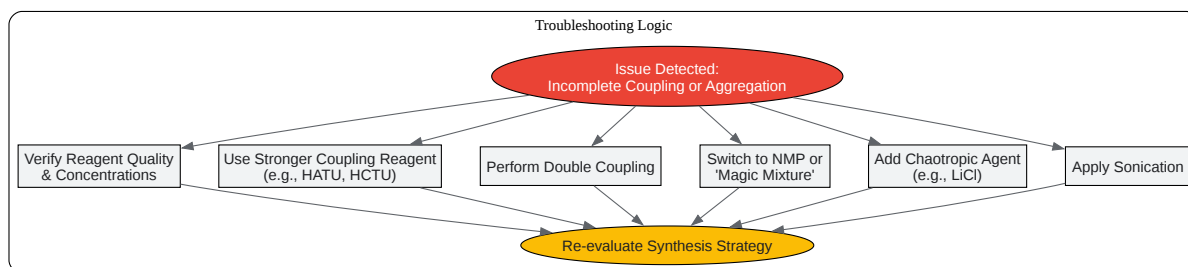 Troubleshooting Logic
Issue Detected:
Incomplete Coupling or Aggregation
Verify Reagent Quality
& Concentrations
Use Stronger Coupling Reagent
(e.g., HATU, HCTU)
Perform Double Coupling
Switch to NMP or
'Magic Mixture'
Add Chaotropic Agent
(e.g., LiCl)
Apply Sonication
Re-evaluate Synthesis Strategy